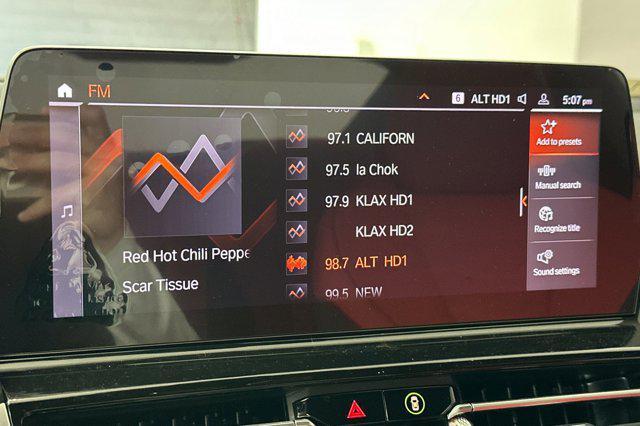 FM
6 ALT HD1 5:07 pm
97.1 CALIFORN
97.5 la Chok
97.9 KLAX HD1
KLAX HD2
98.7 ALT HD1
99.5 NEW
Red Hot Chili Peppe
Scar Tissue
Add to presets
Manual search
Recognize title
Sound settings